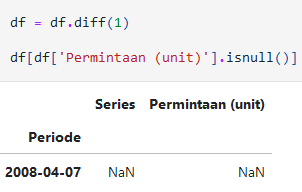 df = df.diff(1)
df[df['Permintaan (unit)'].isnull()]
Series Permintaan (unit)
Periode
2008-04-07 NaN NaN